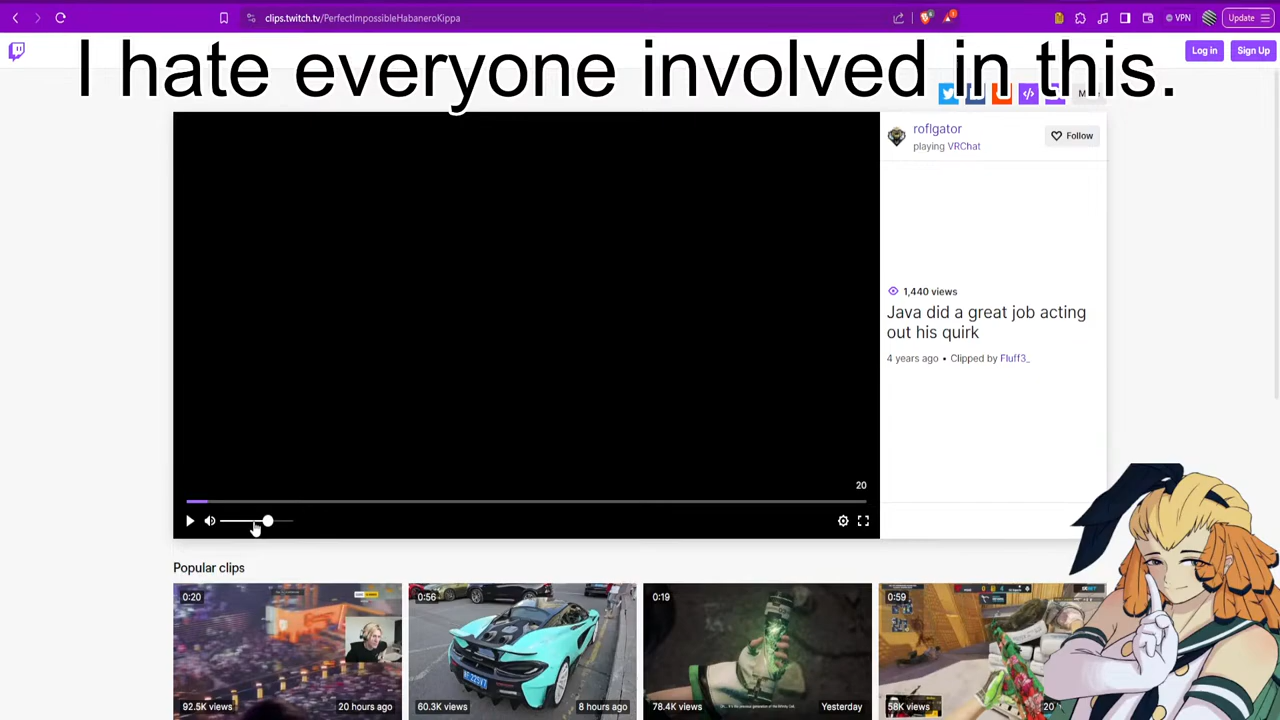 clips.twitch.tv/PerfectImpossibleHabaneroKippa
VPN
Update
I hate everyone involved in this.
Log in
Sign Up
roflgator
playing VRChat
Follow
1,440 views
Java did a great job acting
out his quirk
4 years ago • Clipped by Fluff3_
20
Popular clips
0:20
0:56
0:19
0:59
92.5K views
20 hours ago
60.3K views
8 hours ago
78.4K views
Yesterday
58K views
20